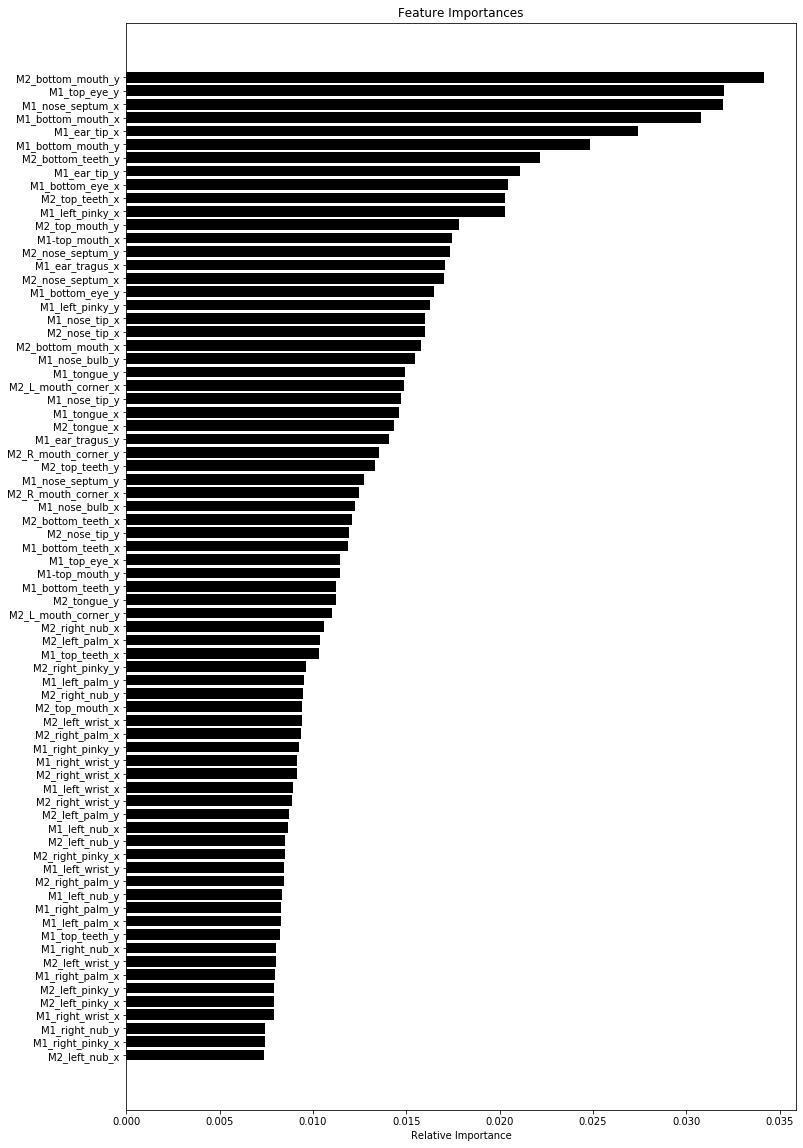 Feature Importances
M2_bottom_mouth_y
M1_top_eye_y
M1_nose_septum_x
M1_bottom_mouth_x
M1_ear_tip_x
M1_bottom_mouth_y
M2_bottom_teeth_y
M1_ear_tip_y
M1_bottom_eye_x
M2_top_teeth_x
M1_left_pinky_x
M2_top_mouth_y
M1-top_mouth_x
M2_nose_septum_y
M1_ear_tragus_x
M2_nose_septum_x
M1_bottom_eye_y
M1_left_pinky_y
M1_nose_tip_x
M2_nose_tip_x
M2_bottom_mouth_x
M1_nose_bulb_y
M1_tongue_y
M2_L_mouth_corner_x
M1_nose_tip_y
M1_tongue_x
M2_tongue_x
M1_ear_tragus_y
M2_R_mouth_corner_y
M2_top_teeth_y
M1_nose_septum_y
M2_R_mouth_corner_x
M1_nose_bulb_x
M2_bottom_teeth_x
M2_nose_tip_y
M1_bottom_teeth_x
M1_top_eye_x
M1-top_mouth_y
M1_bottom_teeth_y
M2_tongue_y
M2_L_mouth_corner_y
M2_right_nub_x
M2_left_palm_x
M1_top_teeth_x
M2_right_pinky_y
M1_left_palm_y
M2_right_nub_y
M2_top_mouth_x
M2_left_wrist_x
M2_right_palm_x
M1_right_pinky_y
M1_right_wrist_y
M2_right_wrist_x
M1_left_wrist_x
M2_right_wrist_y
M2_left_palm_y
M1_left_nub_x
M2_left_nub_y
M2_right_pinky_x
M1_left_wrist_y
M2_right_palm_y
M1_left_nub_y
M1_right_palm_y
M1_left_palm_x
M1_top_teeth_y
M1_right_nub_x
M2_left_wrist_y
M1_right_palm_x
M2_left_pinky_y
M2_left_pinky_x
M1_right_wrist_x
M1_right_nub_y
M1_right_pinky_x
M2_left_nub_x
0.000 0.005 0.010 0.015 0.020 0.025 0.030 0.035
Relative Importance